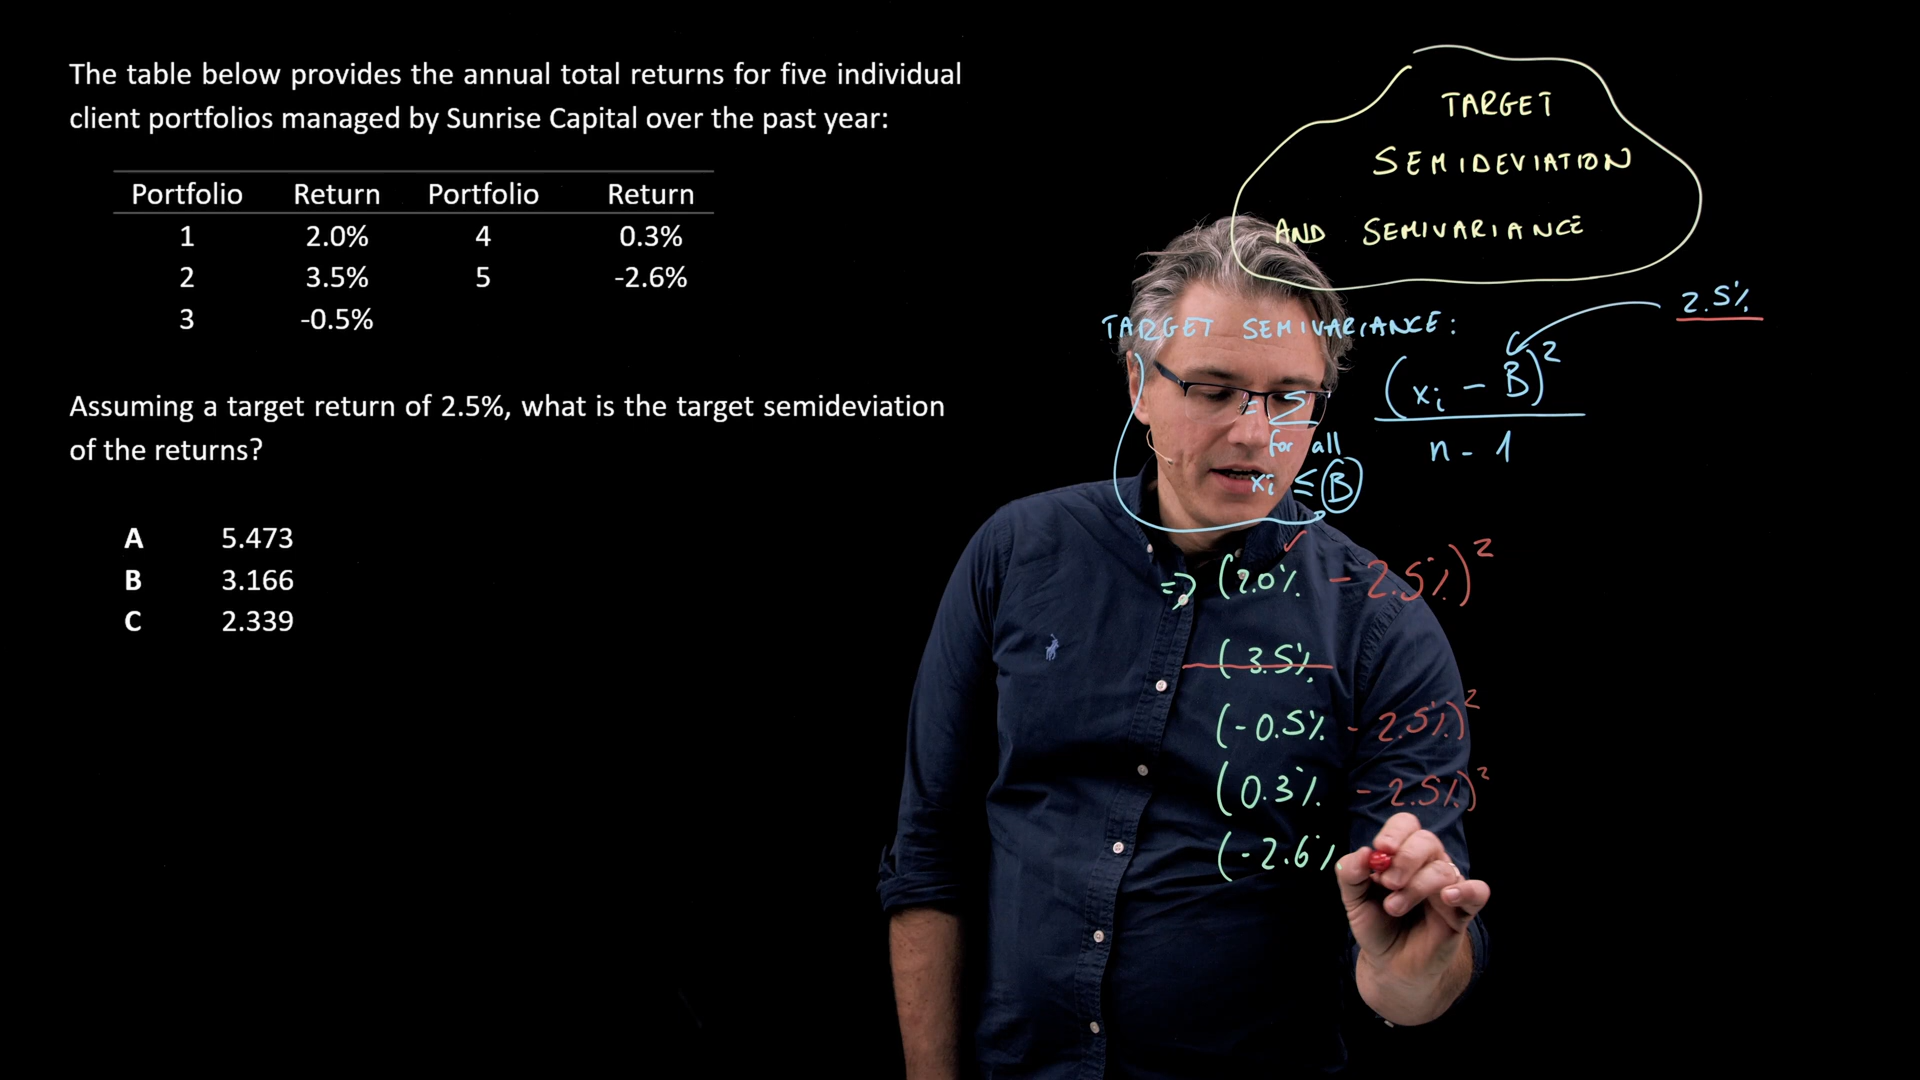 The table below provides the annual total returns for five individual
client portfolios managed by Sunrise Capital over the past year:
Portfolio Return Portfolio Return
1 2.0% 4 0.3%
2 3.5% 5 -2.6%
3 -0.5%
Assuming a target return of 2.5%, what is the target semideviation
of the returns?
A 5.473
B 3.166
C 2.339
TARGET
SEMIDEVIATION
AND SEMIVARIANCE
2.5%
TARGET SEMIVARIANCE:
= Σ (xi - B)²
n - 1
for all
xi ≤ B
=> (2.0% - 2.5%)²
(3.5%
(-0.5% - 2.5%)²
(0.3% - 2.5%)²
(-2.6%